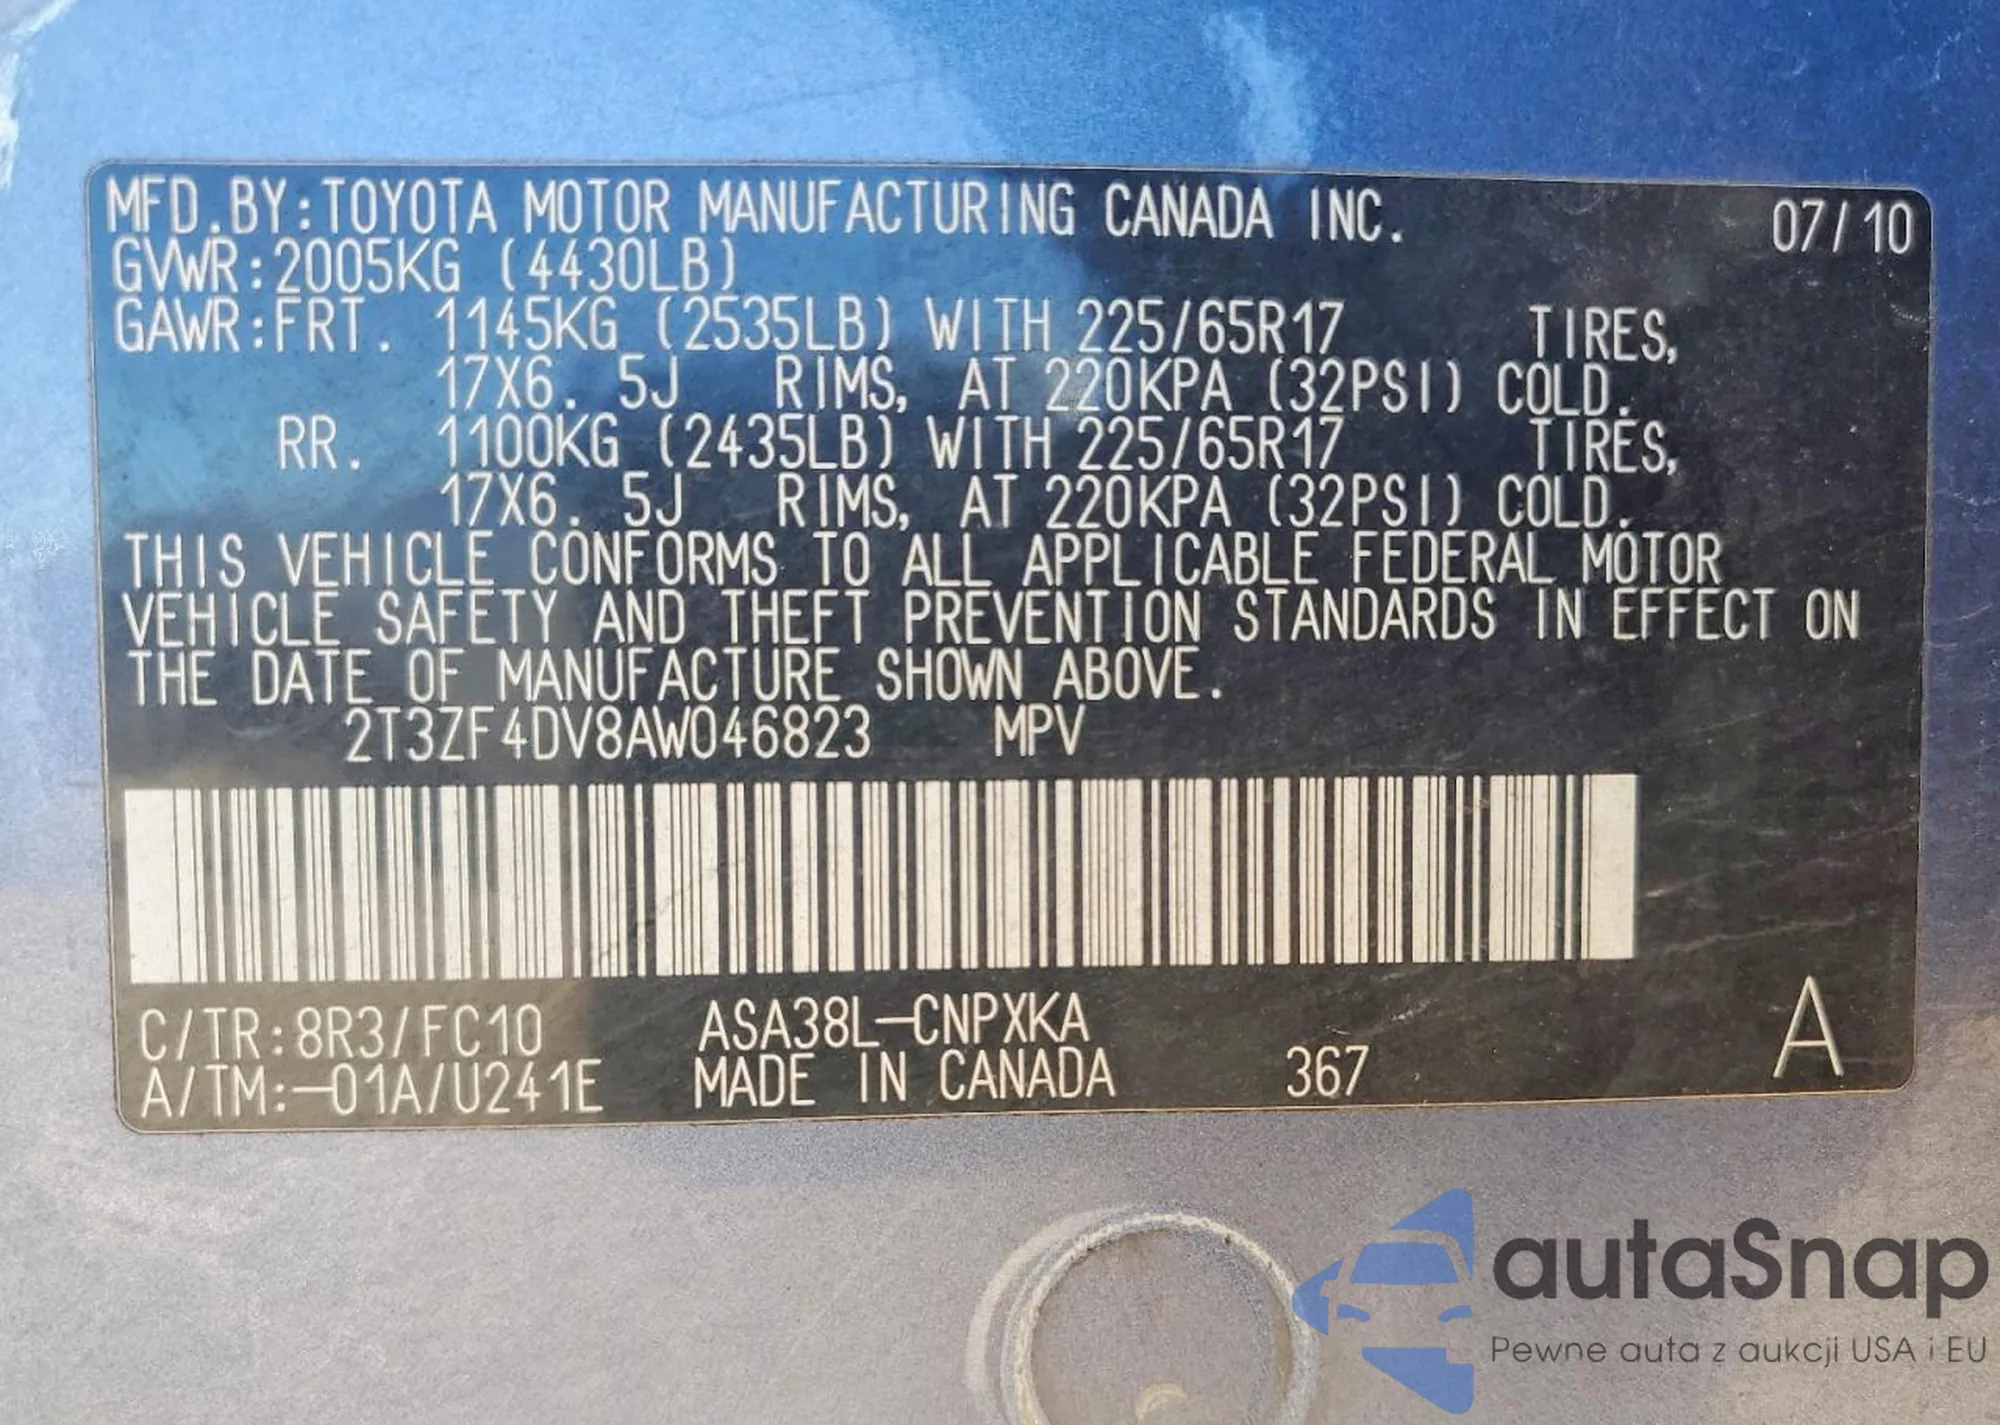 MFD.BY:TOYOTA MOTOR MANUFACTURING CANADA INC. 07/10
GVWR:2005KG (4430LB)
GAWR:FRT. 1145KG (2535LB) WITH 225/65R17 TIRES,
17X6.5J RIMS, AT 220KPA (32PSI) COLD.
RR. 1100KG (2435LB) WITH 225/65R17 TIRES,
17X6.5J RIMS, AT 220KPA (32PSI) COLD.
THIS VEHICLE CONFORMS TO ALL APPLICABLE FEDERAL MOTOR
VEHICLE SAFETY AND THEFT PREVENTION STANDARDS IN EFFECT ON
THE DATE OF MANUFACTURE SHOWN ABOVE.
2T3ZF4DV8AW046823 MPV
C/TR:8R3/FC10 ASA38L-CNPXKA A
A/TM:-01A/U241E MADE IN CANADA 367
autaSnap
Pewne auta z aukcji USA i EU